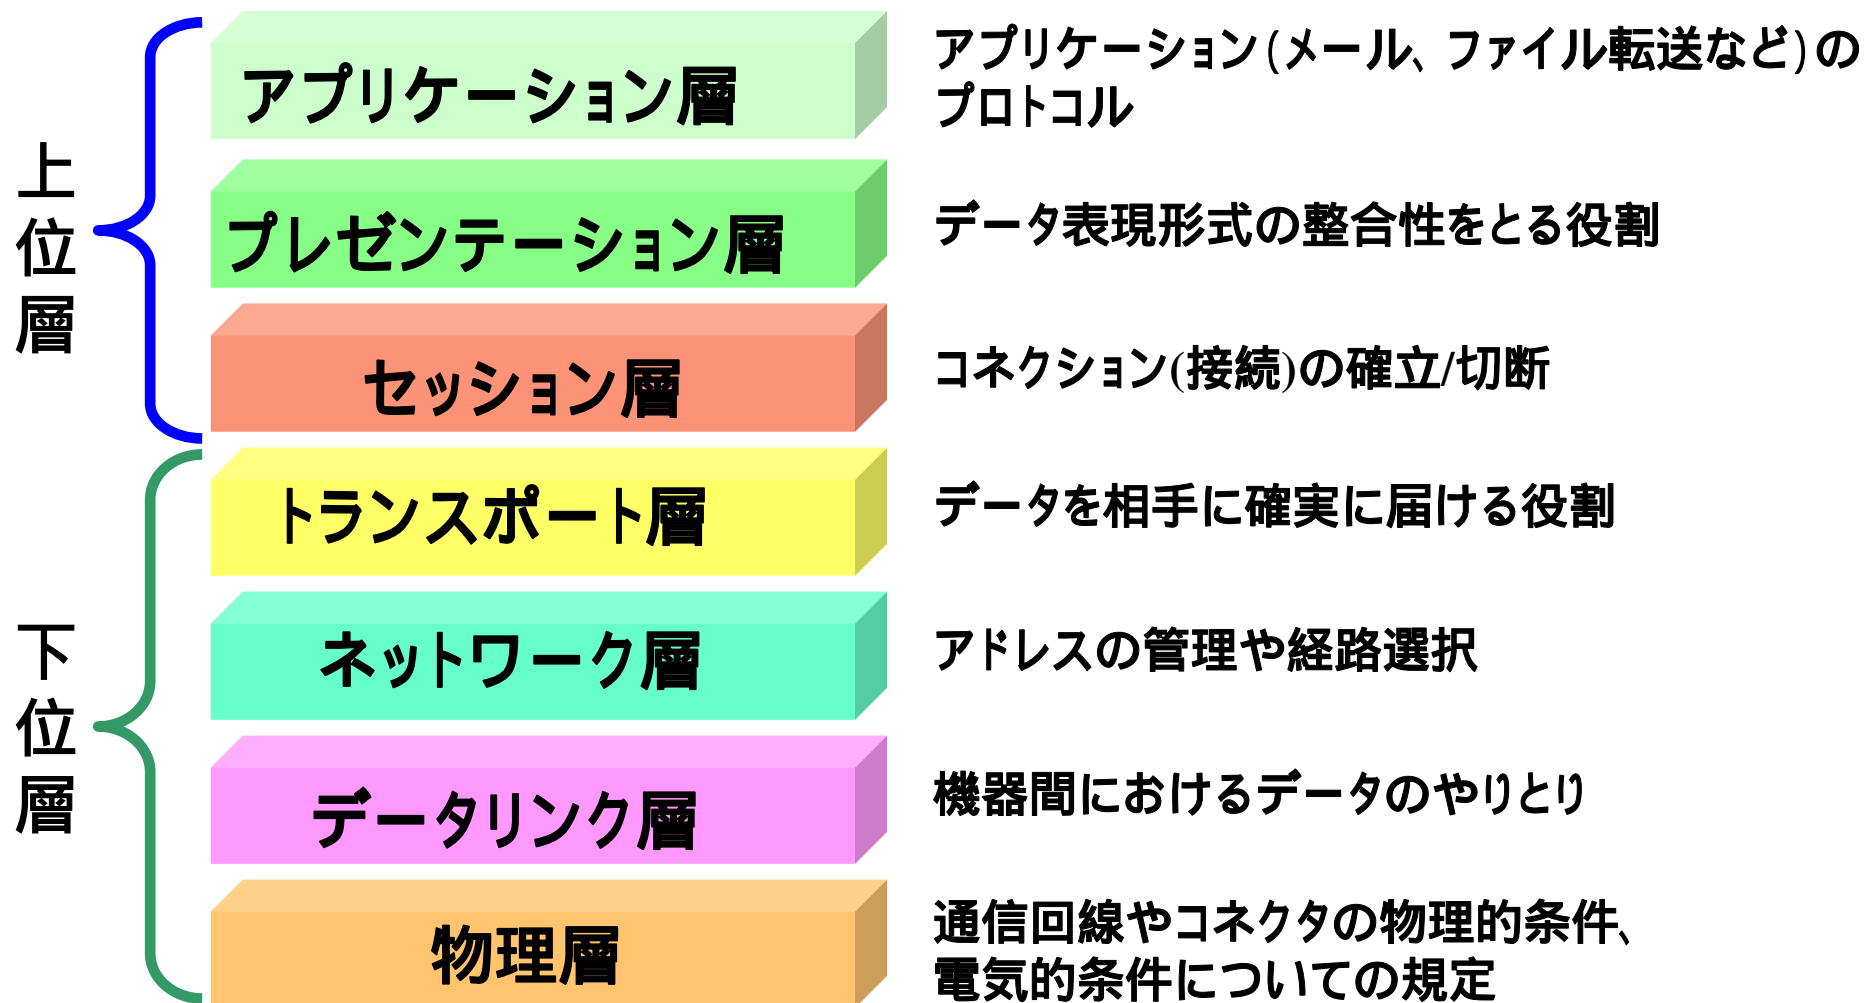 上位層
アプリケーション層
アプリケーション(メール、ファイル転送など)の
プロトコル
プレゼンテーション層
データ表現形式の整合性をとる役割
セッション層
コネクション(接続)の確立/切断
下位層
トランスポート層
データを相手に確実に届ける役割
ネットワーク層
アドレスの管理や経路選択
データリンク層
機器間におけるデータのやりとり
物理層
通信回線やコネクタの物理的条件、
電気的条件についての規定